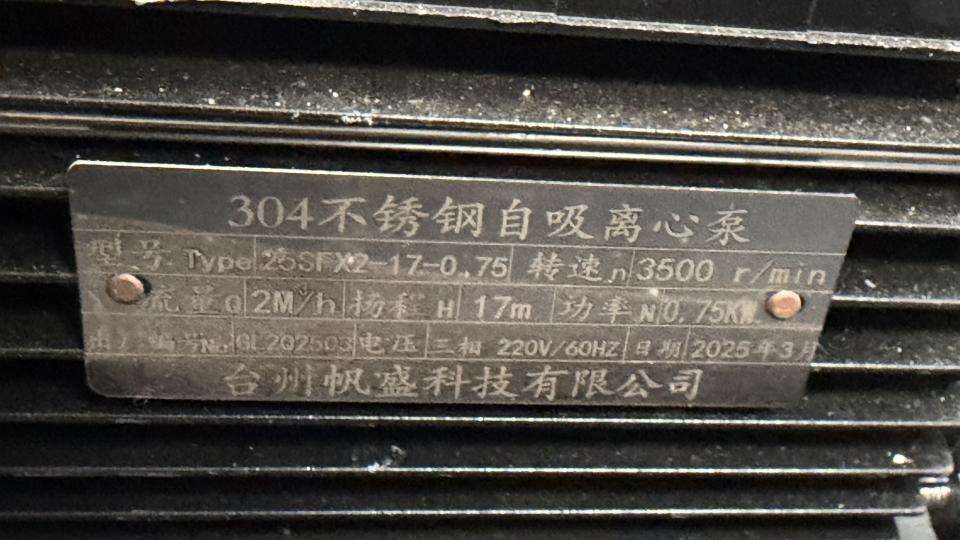 304不锈钢自吸离心泵
型号 Type 25SFX2-17-0.75 转速 n 3500 r/min
流量Q 2M³/h 扬程 H 17m 功率 N 0.75KW
出厂编号No. GL202503 电压 三相 220V/60HZ 日期 2025年3月
台州帆盛科技有限公司